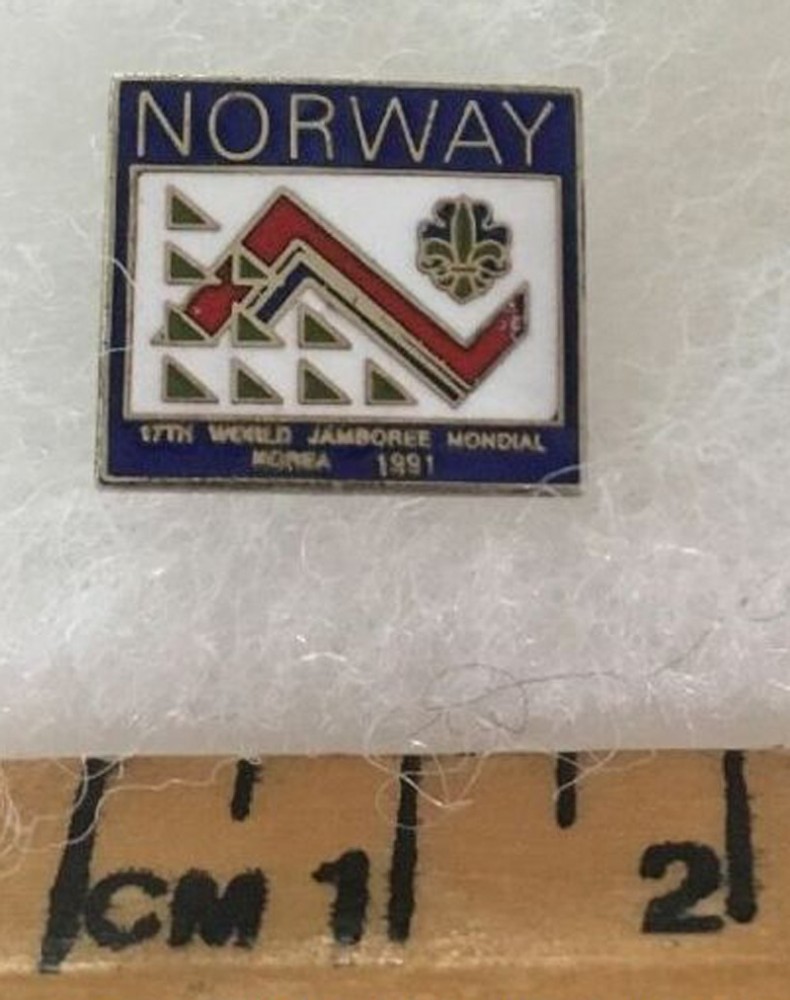 NORWAY
17TH WORLD JAMBOREE MONDIAL
KOREA 1991
CM 1 2